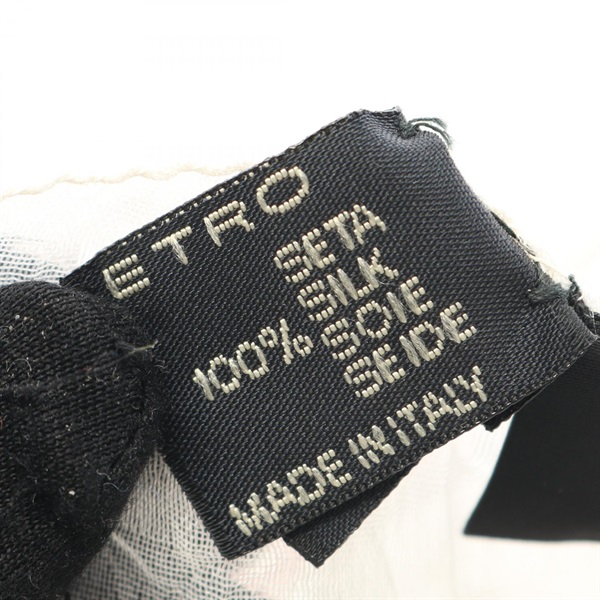 ETRO
SETA
SILK
100% SOIE
SEIDE
MADE IN ITALY